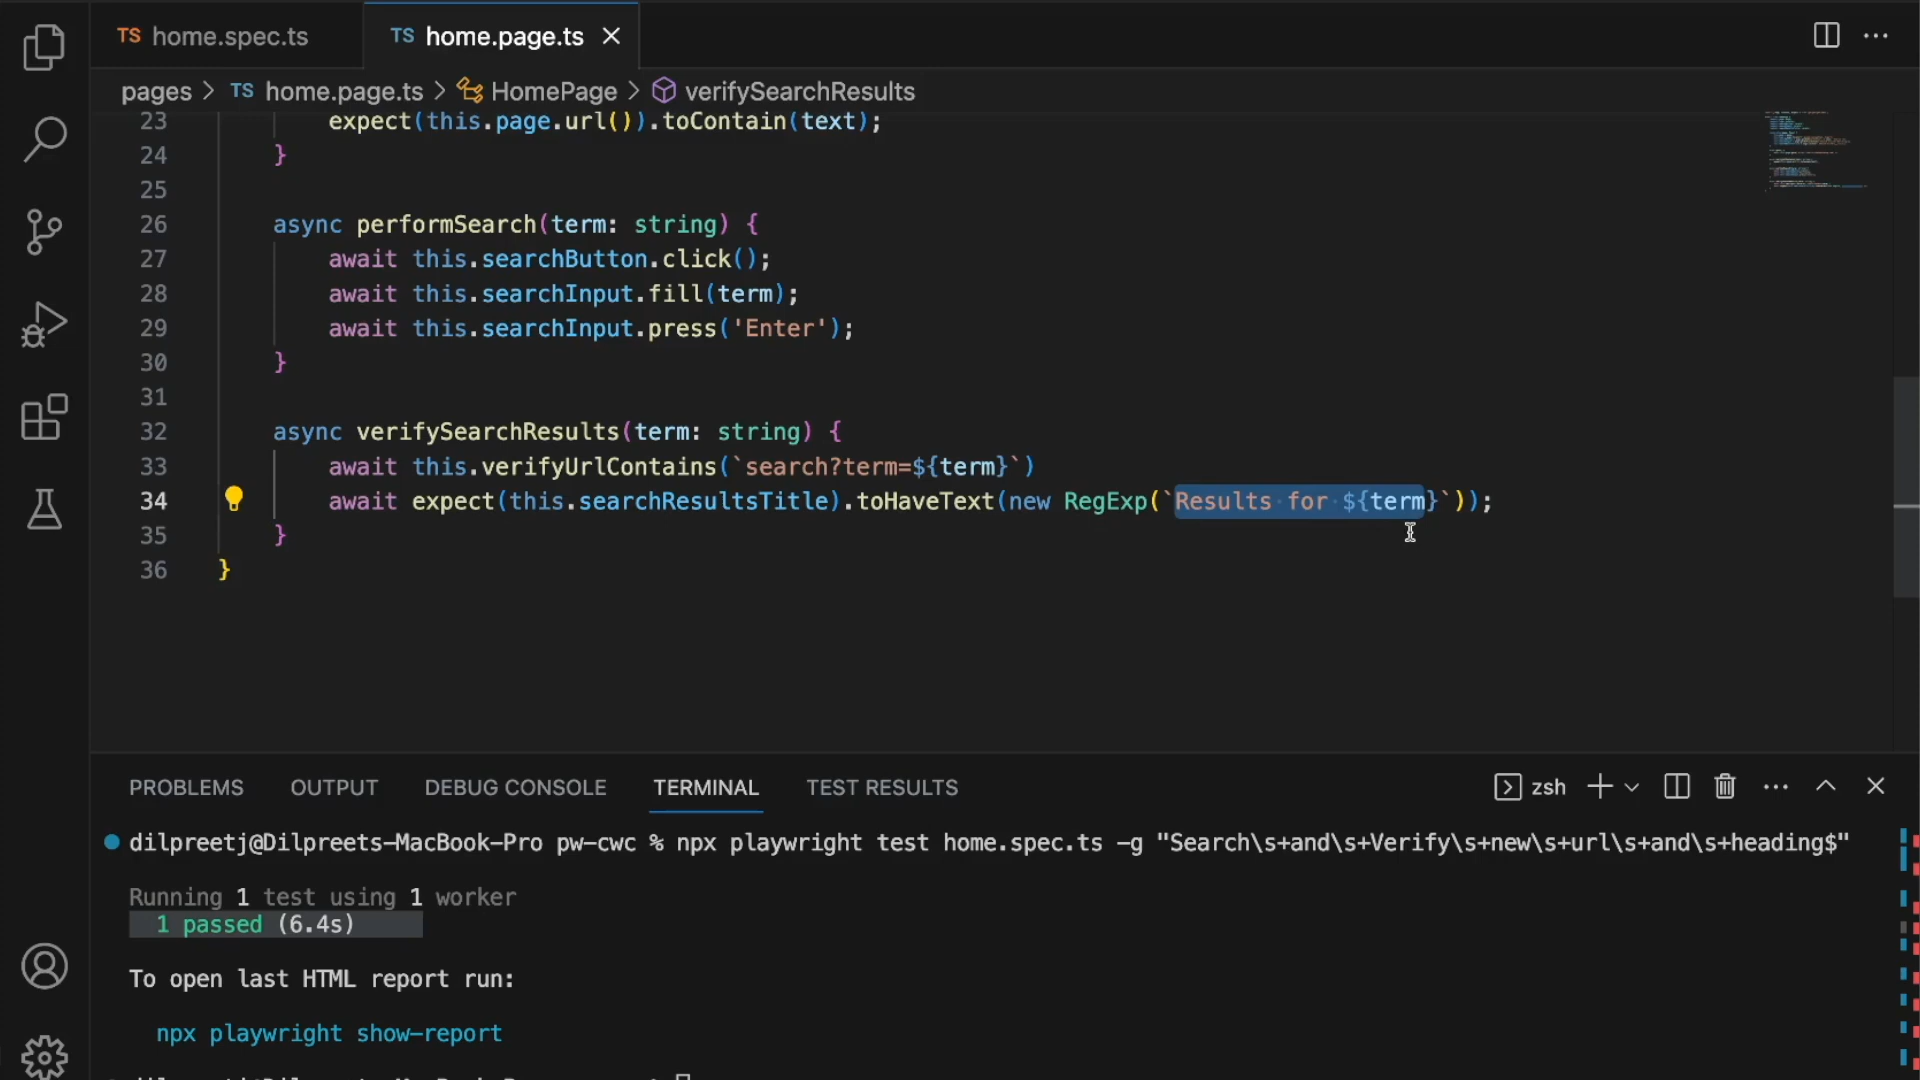 TS home.spec.ts
TS home.page.ts
pages > TS home.page.ts > HomePage > verifySearchResults
23 expect(this.page.url()).toContain(text);
24 }
25
26 async performSearch(term: string) {
27 await this.searchButton.click();
28 await this.searchInput.fill(term);
29 await this.searchInput.press('Enter');
30 }
31
32 async verifySearchResults(term: string) {
33 await this.verifyUrlContains(`search?term=${term}`)
34 await expect(this.searchResultsTitle).toHaveText(new RegExp(`Results for ${term}`));
35 }
36 }
PROBLEMS OUTPUT DEBUG CONSOLE TERMINAL TEST RESULTS zsh
dilpreetj@Dilpreets-MacBook-Pro pw-cwc % npx playwright test home.spec.ts -g "Search\s+and\s+Verify\s+new\s+url\s+and\s+heading$"
Running 1 test using 1 worker
1 passed (6.4s)
To open last HTML report run:
npx playwright show-report